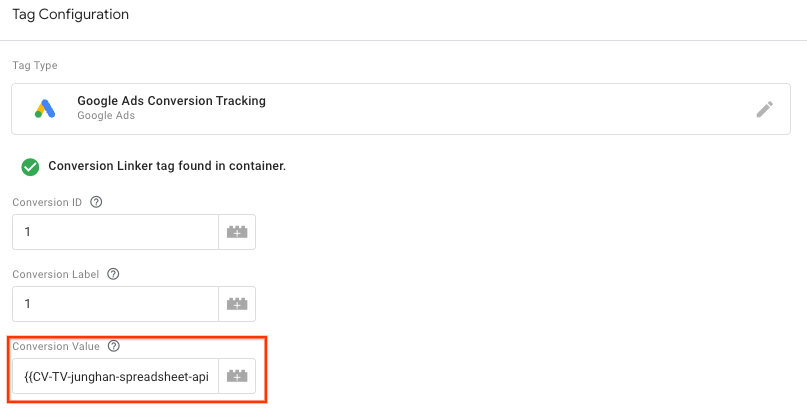 Tag Configuration
Tag Type
Google Ads Conversion Tracking
Google Ads
Conversion Linker tag found in container.
Conversion ID
1
Conversion Label
1
Conversion Value
{{CV-TV-junghan-spreadsheet-api